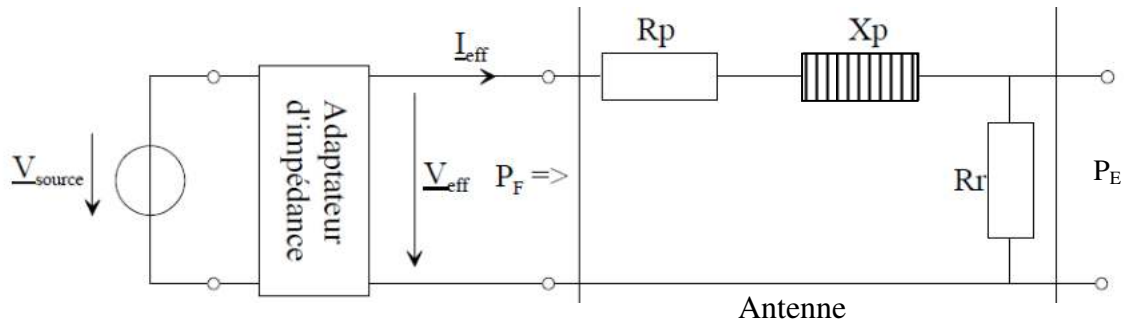 Rp
Xp
I_eff
V_source
Adaptateur
d'impédance
V_eff
P_F =>
Rr
P_E
Antenne